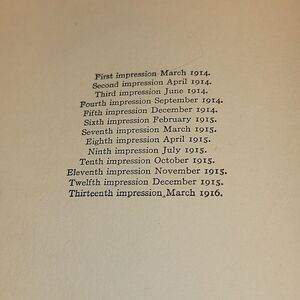 First impression March 1914.
Second impression April 1914.
Third impression June 1914.
Fourth impression September 1914.
Fifth impression December 1914.
Sixth impression February 1915.
Seventh impression March 1915.
Eighth impression April 1915.
Ninth impression July 1915.
Tenth impression October 1915.
Eleventh impression November 1915.
Twelfth impression December 1915.
Thirteenth impression, March 1916.